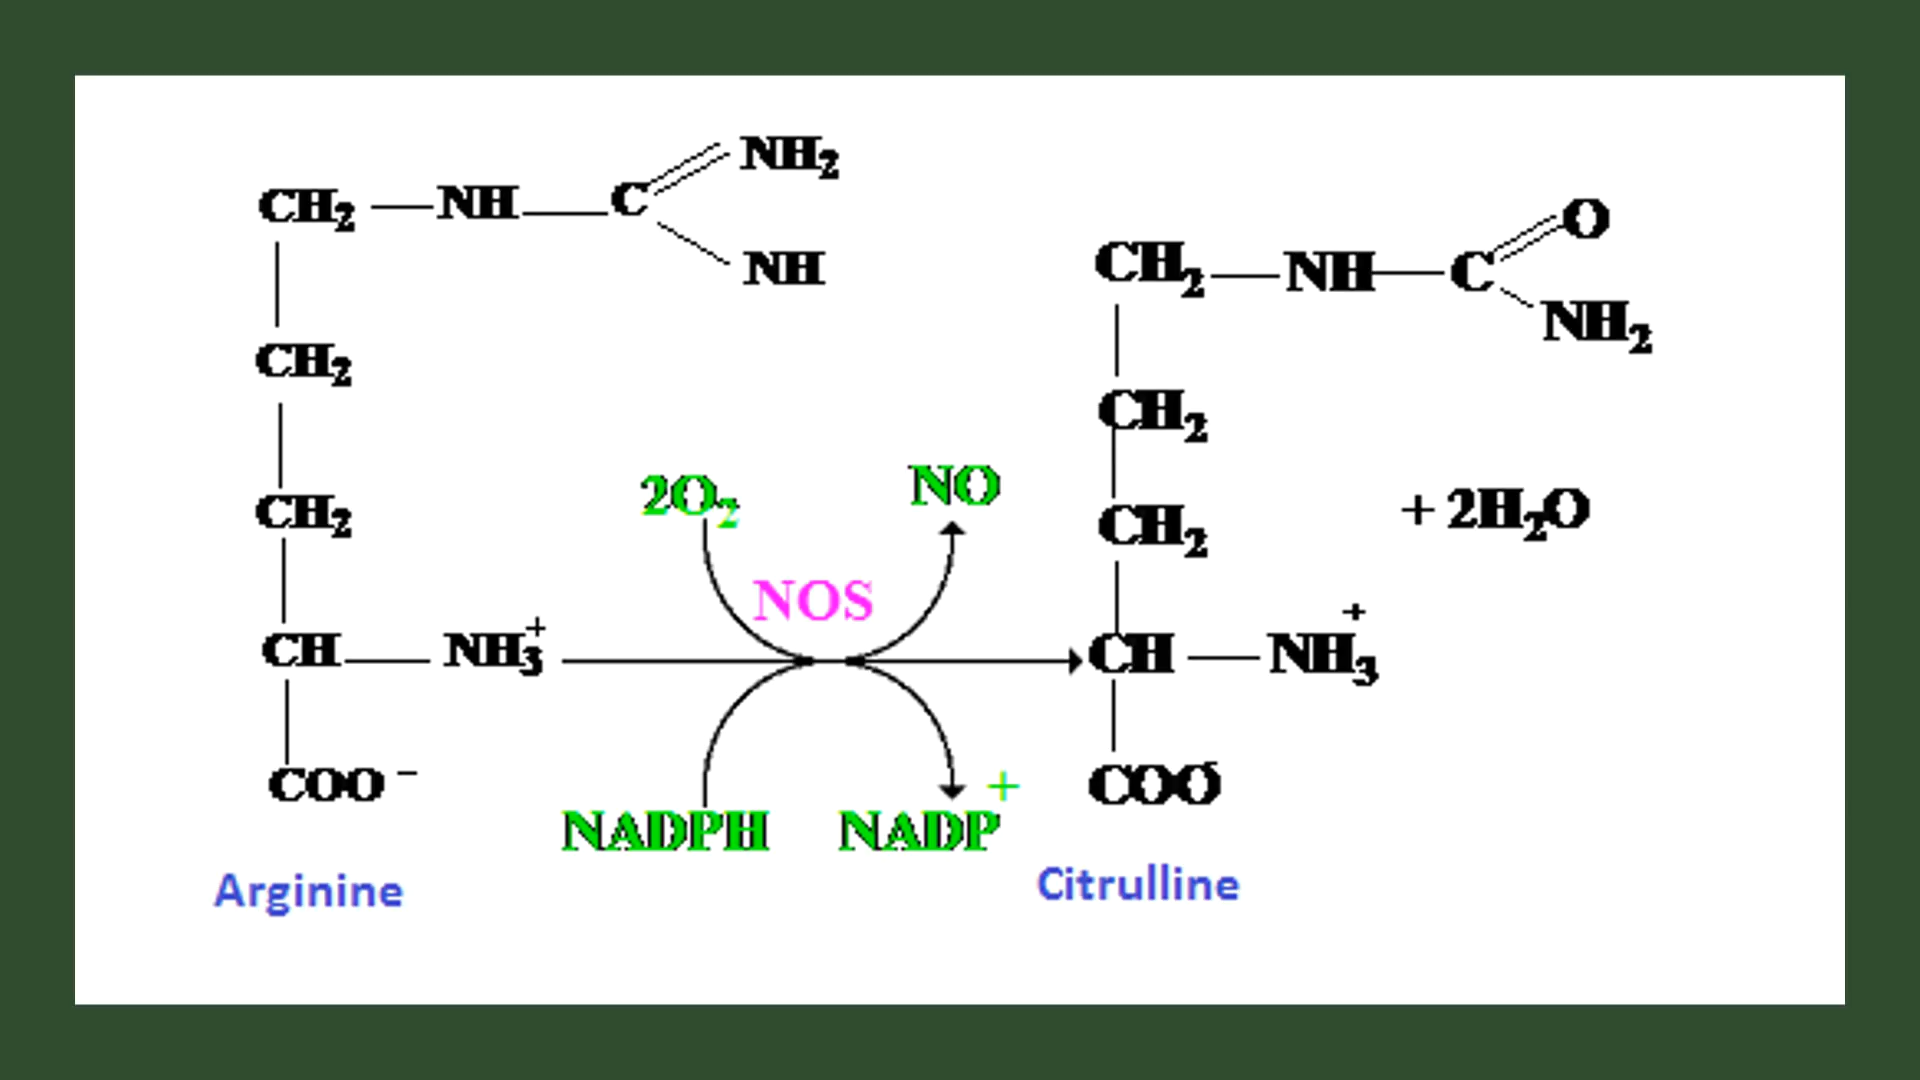 CH₂ — NH — C = NH₂
NH
CH₂
CH₂
CH — NH₃⁺
COO⁻
Arginine
2O₂
NO
NOS
NADPH
NADP⁺
CH₂ — NH — C = O
NH₂
CH₂
CH₂
+ 2H₂O
CH — NH₃⁺
COO⁻
Citrulline